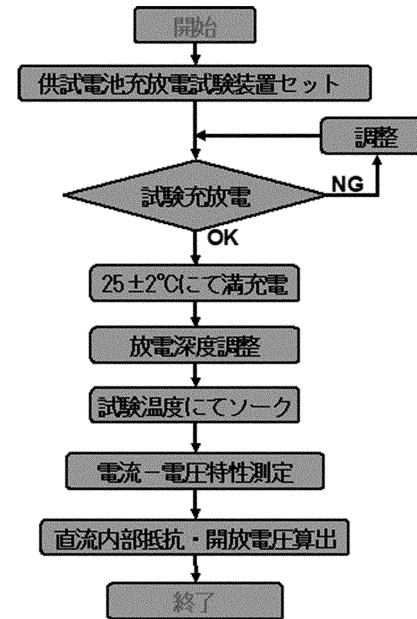 開始
供試電池充放電試験装置セット
調整
試験充放電
NG
OK
25±2℃にて満充電
放電深度調整
試験温度にてソーク
電流－電圧特性測定
直流内部抵抗・開放電圧算出
終了